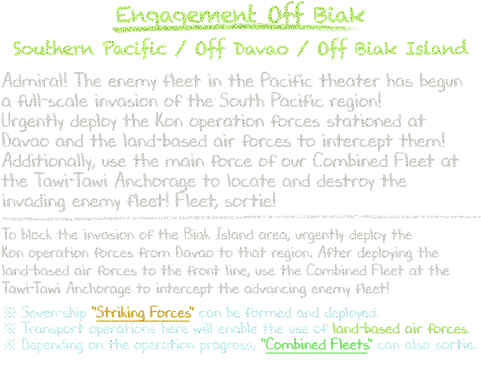 Engagement Off Biak
Southern Pacific / Off Davao / Off Biak Island
Admiral! The enemy fleet in the Pacific theater has begun
a full-scale invasion of the South Pacific region!
Urgently deploy the Kon operation forces stationed at
Davao and the land-based air forces to intercept them!
Additionally, use the main force of our Combined Fleet at
the Tawi-Tawi Anchorage to locate and destroy the
invading enemy fleet! Fleet, sortie!
To block the invasion of the Biak Island area, urgently deploy the
Kon operation forces from Davao to that region. After deploying the
land-based air forces to the front line, use the Combined Fleet at the
Tawi-Tawi Anchorage to intercept the advancing enemy fleet!
※ Seven-ship "Striking Forces" can be formed and deployed.
※ Transport operations here will enable the use of land-based air forces.
※ Depending on the operation progress, "Combined Fleets" can also sortie.